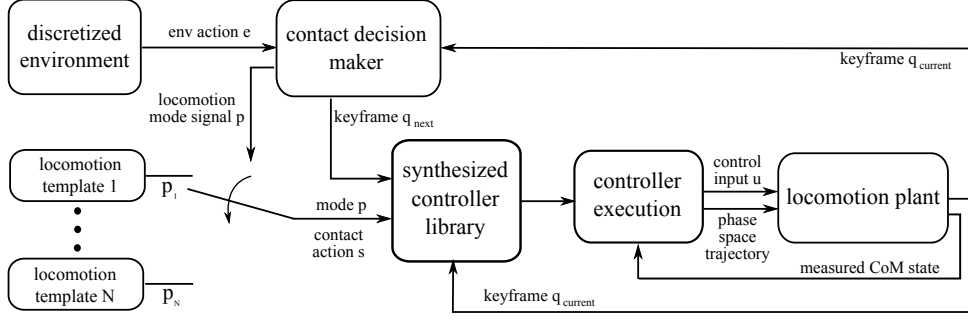 discretized
environment
env action e
contact decision
maker
keyframe q current
locomotion
mode signal p
keyframe q next
locomotion
template 1
p 1
mode p
contact
action s
synthesized
controller
library
controller
execution
control
input u
phase
space
trajectory
locomotion plant
measured CoM state
locomotion
template N
p N
keyframe q current